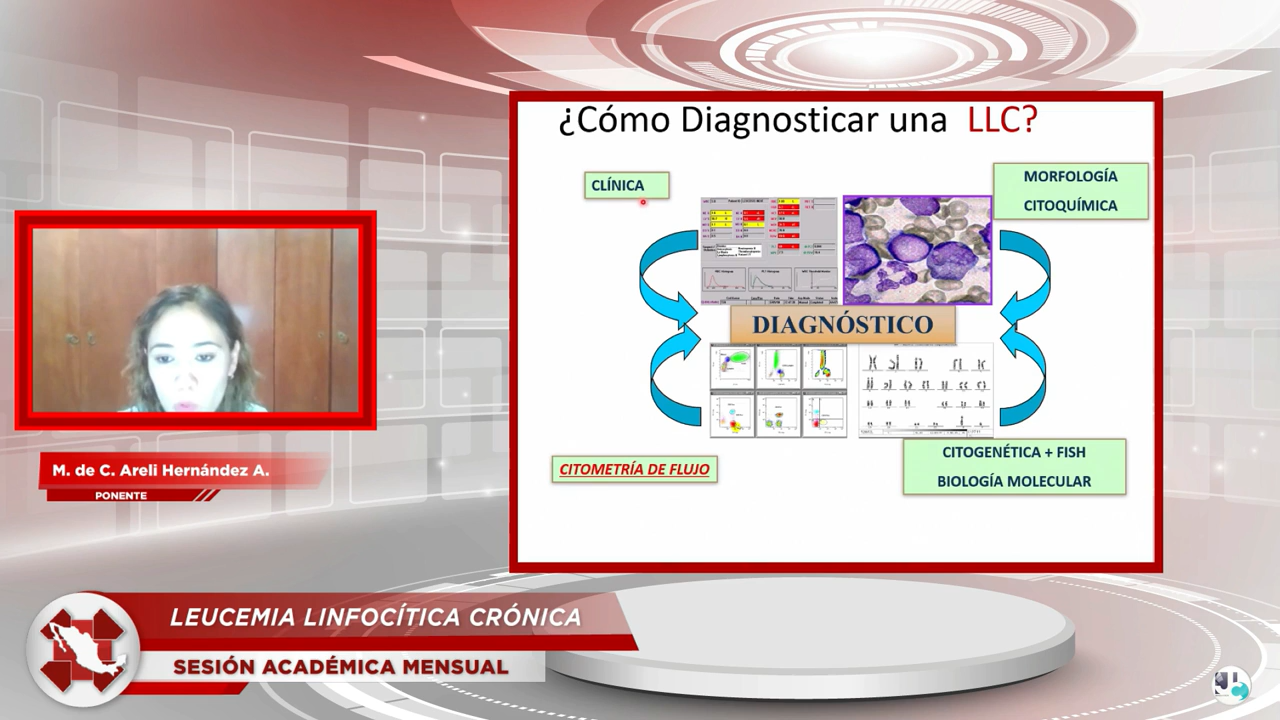 ¿Cómo Diagnosticar una LLC?
CLÍNICA
MORFOLOGÍA
CITOQUÍMICA
DIAGNÓSTICO
CITOMETRÍA DE FLUJO
CITOGENÉTICA + FISH
BIOLOGÍA MOLECULAR
M. de C. Areli Hernández A.
PONENTE
LEUCEMIA LINFOCÍTICA CRÓNICA
SESIÓN ACADÉMICA MENSUAL